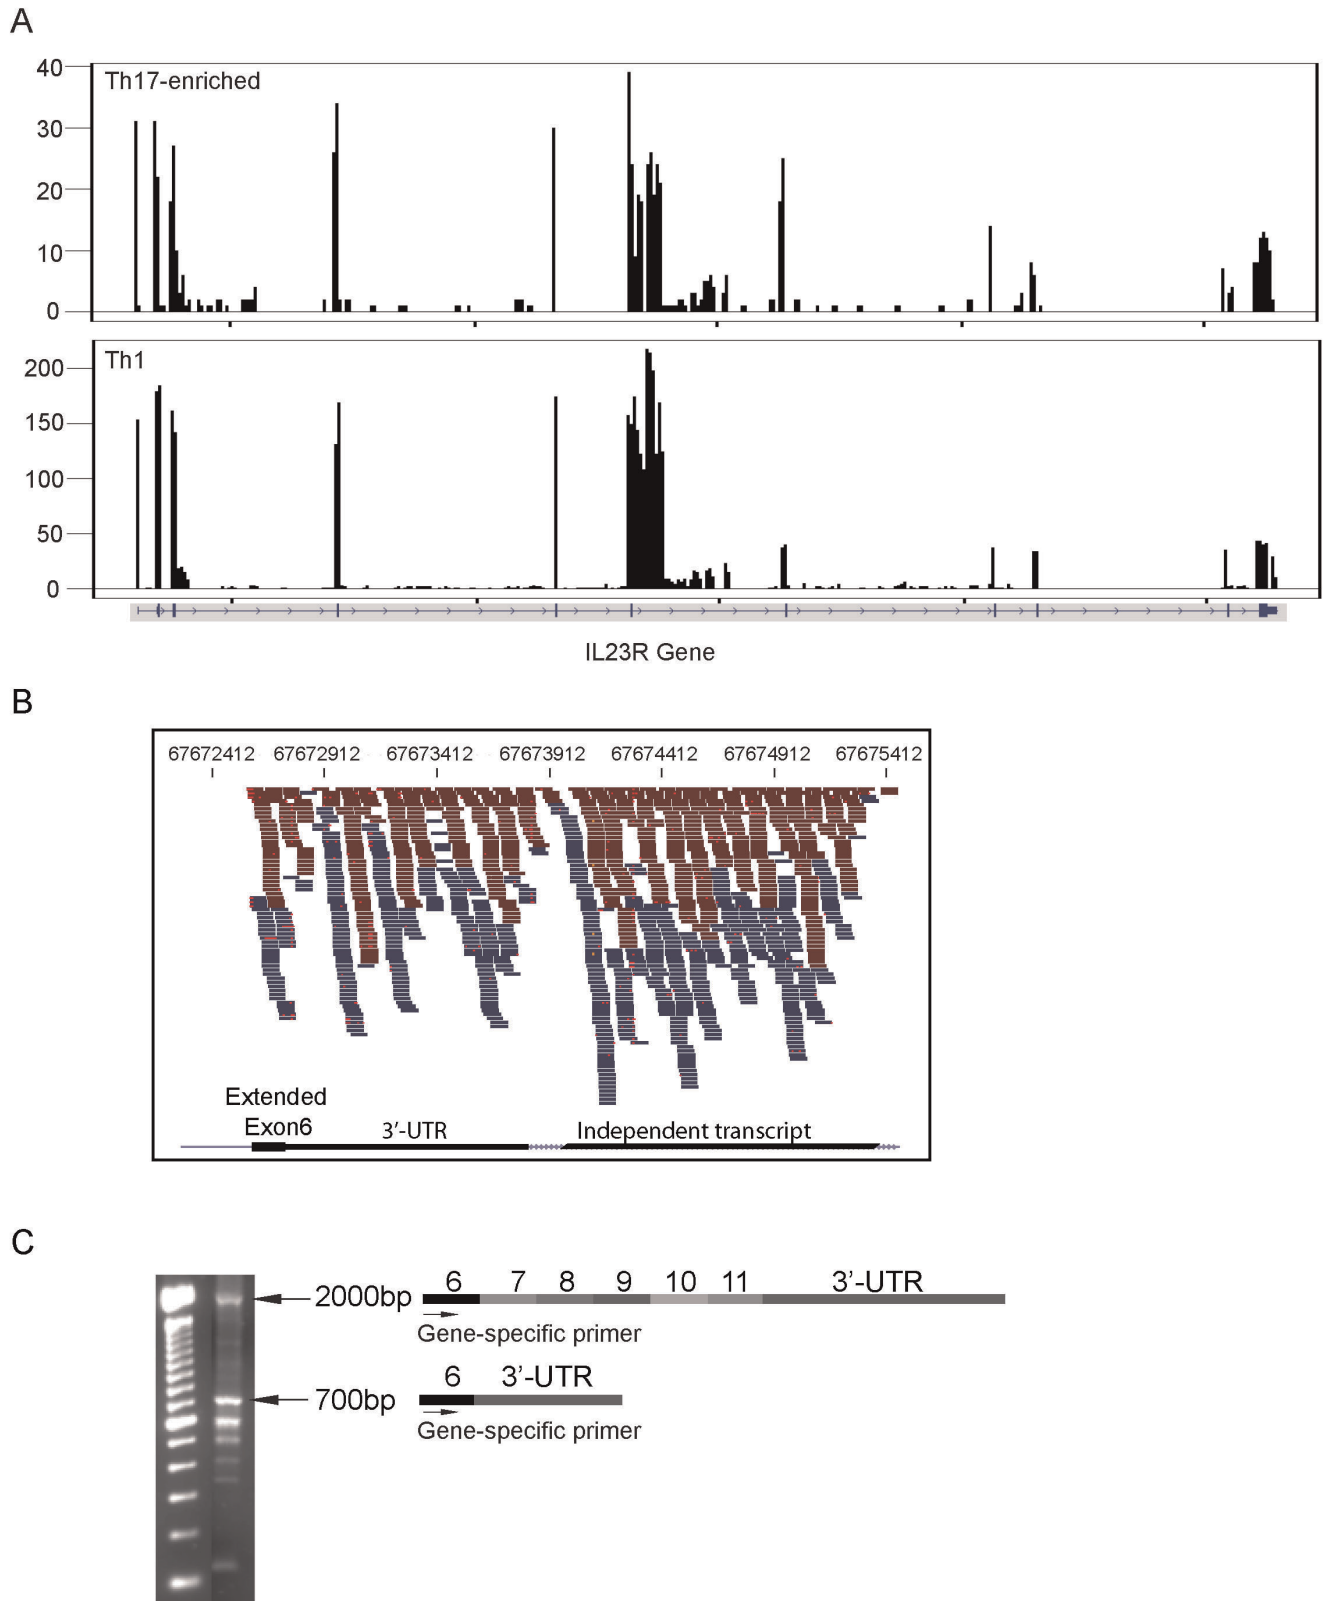 A
40
Th17-enriched
30
20
10
0
Th1
200
150
100
50
0
IL23R Gene
B
67672412 67672912 67673412 67673912 67674412 67674912 67675412
Extended
Exon6
3'-UTR
Independent transcript
C
2000bp
6 7 8 9 10 11 3'-UTR
Gene-specific primer
700bp
6 3'-UTR
Gene-specific primer